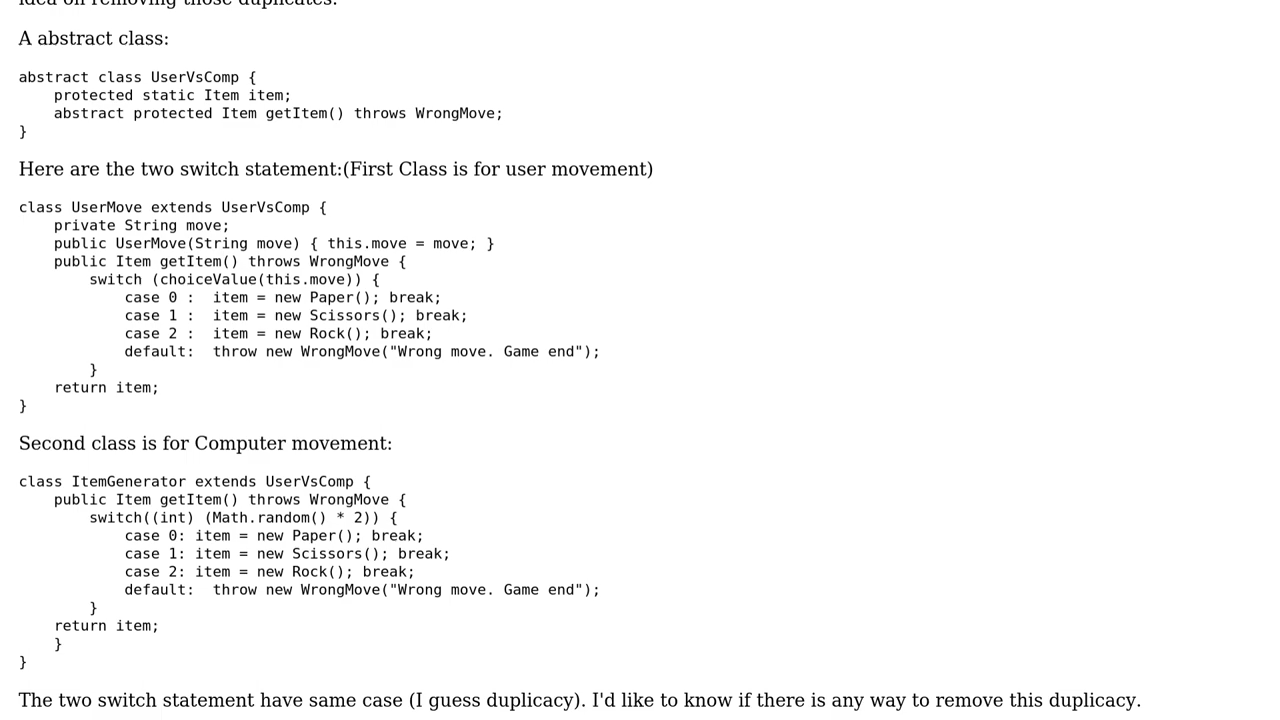 idea on removing those duplicates.
A abstract class:
abstract class UserVsComp {
    protected static Item item;
    abstract protected Item getItem() throws WrongMove;
}
Here are the two switch statement:(First Class is for user movement)
class UserMove extends UserVsComp {
    private String move;
    public UserMove(String move) { this.move = move; }
    public Item getItem() throws WrongMove {
        switch (choiceValue(this.move)) {
            case 0 :  item = new Paper(); break;
            case 1 :  item = new Scissors(); break;
            case 2 :  item = new Rock(); break;
            default:  throw new WrongMove("Wrong move. Game end");
        }
    return item;
}
Second class is for Computer movement:
class ItemGenerator extends UserVsComp {
    public Item getItem() throws WrongMove {
        switch((int) (Math.random() * 2)) {
            case 0: item = new Paper(); break;
            case 1: item = new Scissors(); break;
            case 2: item = new Rock(); break;
            default:  throw new WrongMove("Wrong move. Game end");
        }
    return item;
    }
}
The two switch statement have same case (I guess duplicacy). I'd like to know if there is any way to remove this duplicacy.